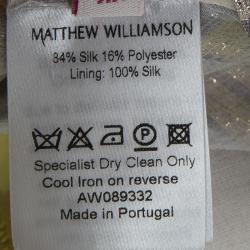 MATTHEW WILLIAMSON
34% Silk 16% Polyester
Lining: 100% Silk
P
Specialist Dry Clean Only
Cool Iron on reverse
AW089332
Made in Portugal